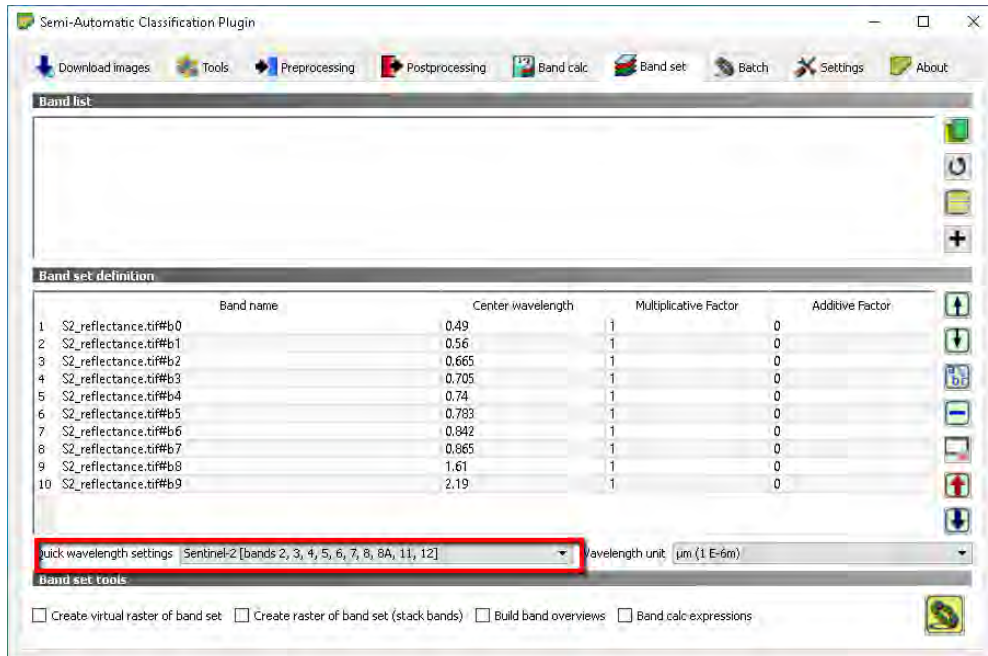 Semi-Automatic Classification Plugin
Download images Tools Preprocessing Postprocessing Band calc Band set Batch Settings About
Band list
Band set definition
Band name Center wavelength Multiplicative Factor Additive Factor
1 S2_reflectance.tif#b0 0.49 1 0
2 S2_reflectance.tif#b1 0.56 1 0
3 S2_reflectance.tif#b2 0.665 1 0
4 S2_reflectance.tif#b3 0.705 1 0
5 S2_reflectance.tif#b4 0.74 1 0
6 S2_reflectance.tif#b5 0.783 1 0
7 S2_reflectance.tif#b6 0.842 1 0
8 S2_reflectance.tif#b7 0.865 1 0
9 S2_reflectance.tif#b8 1.61 1 0
10 S2_reflectance.tif#b9 2.19 1 0
Quick wavelength settings Sentinel-2 [bands 2, 3, 4, 5, 6, 7, 8, 8A, 11, 12] Wavelength unit µm (1 E-6m)
Band set tools
Create virtual raster of band set Create raster of band set (stack bands) Build band overviews Band calc expressions